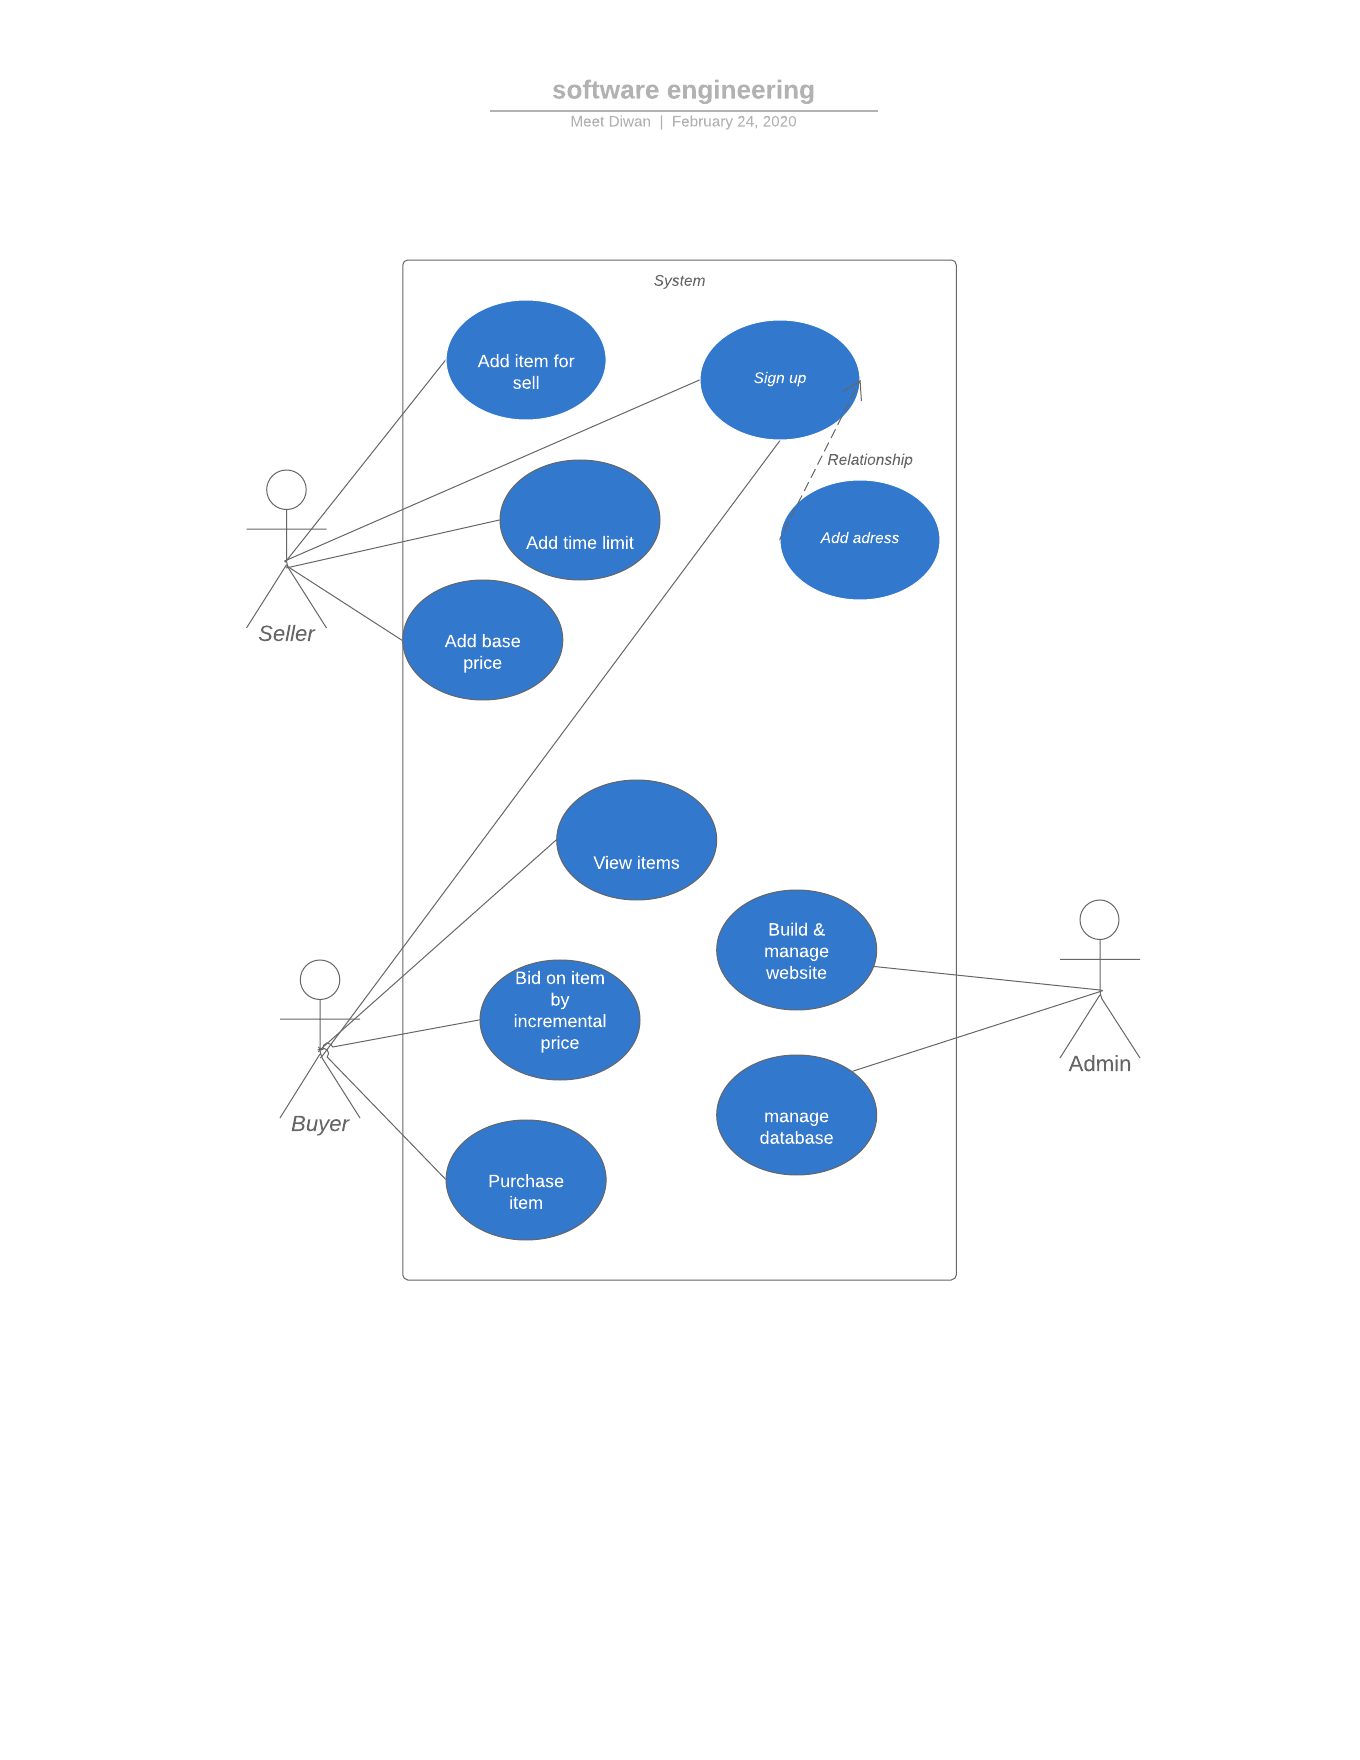 software engineering
Meet Diwan | February 24, 2020
System
Add item for
sell
Sign up
Relationship
Add time limit
Add adress
Seller
Add base
price
View items
Build &
manage
website
Bid on item
by
incremental
price
Admin
Buyer
manage
database
Purchase
item